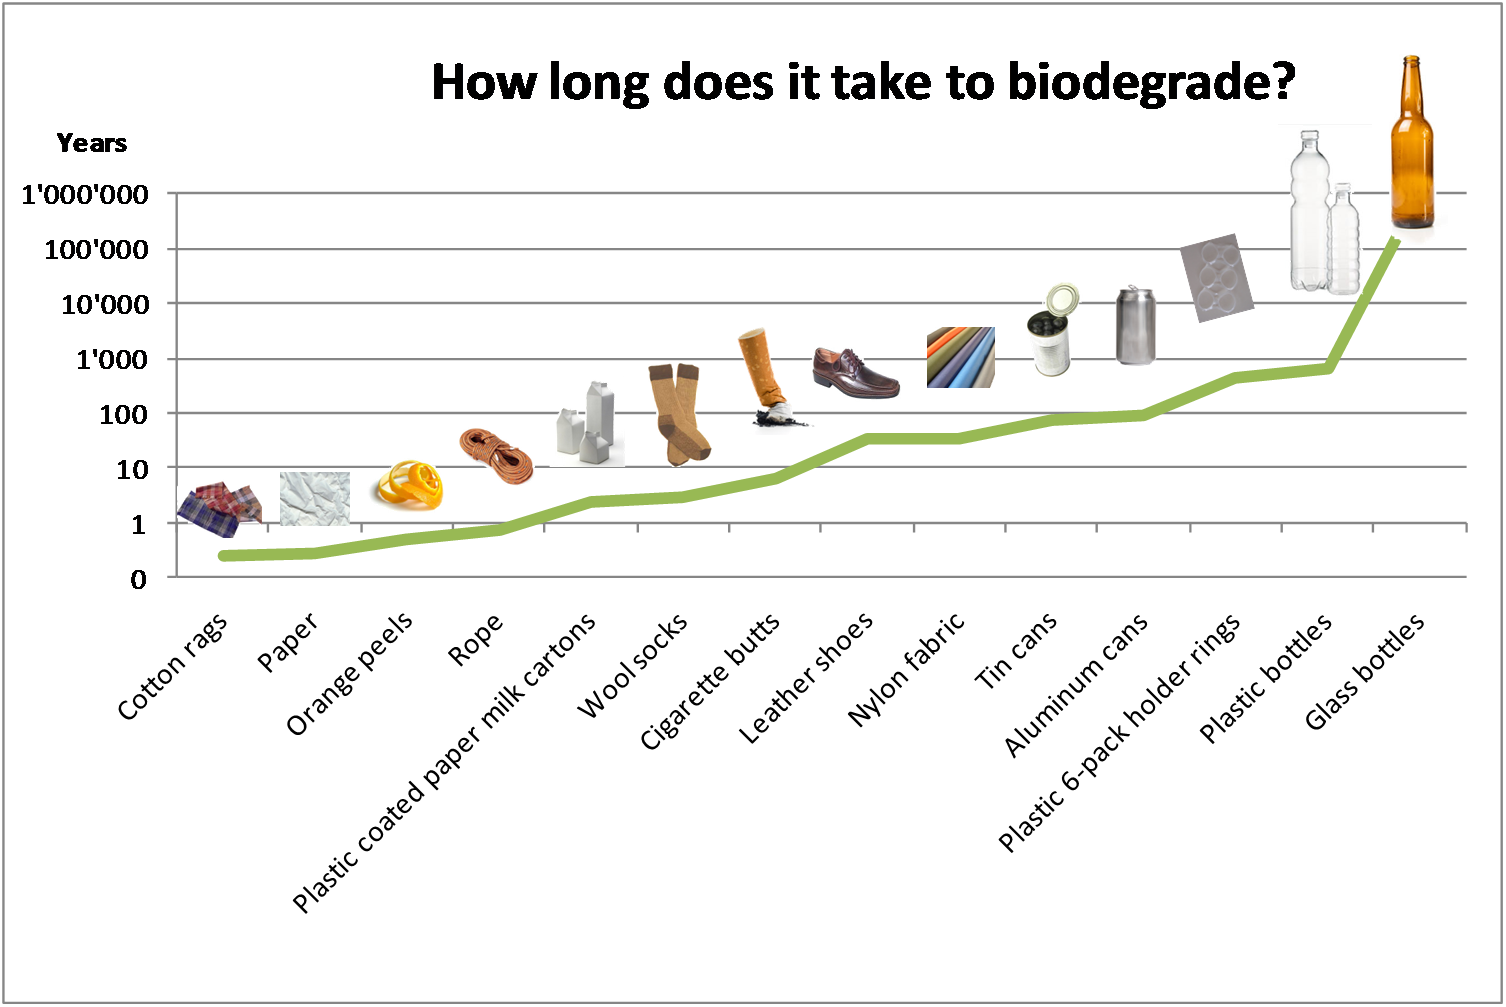 How long does it take to biodegrade?
Years
1'000'000
100'000
10'000
1'000
100
10
1
0
Cotton rags
Paper
Orange peels
Rope
Plastic coated paper milk cartons
Wool socks
Cigarette butts
Leather shoes
Nylon fabric
Tin cans
Aluminum cans
Plastic 6-pack holder rings
Plastic bottles
Glass bottles